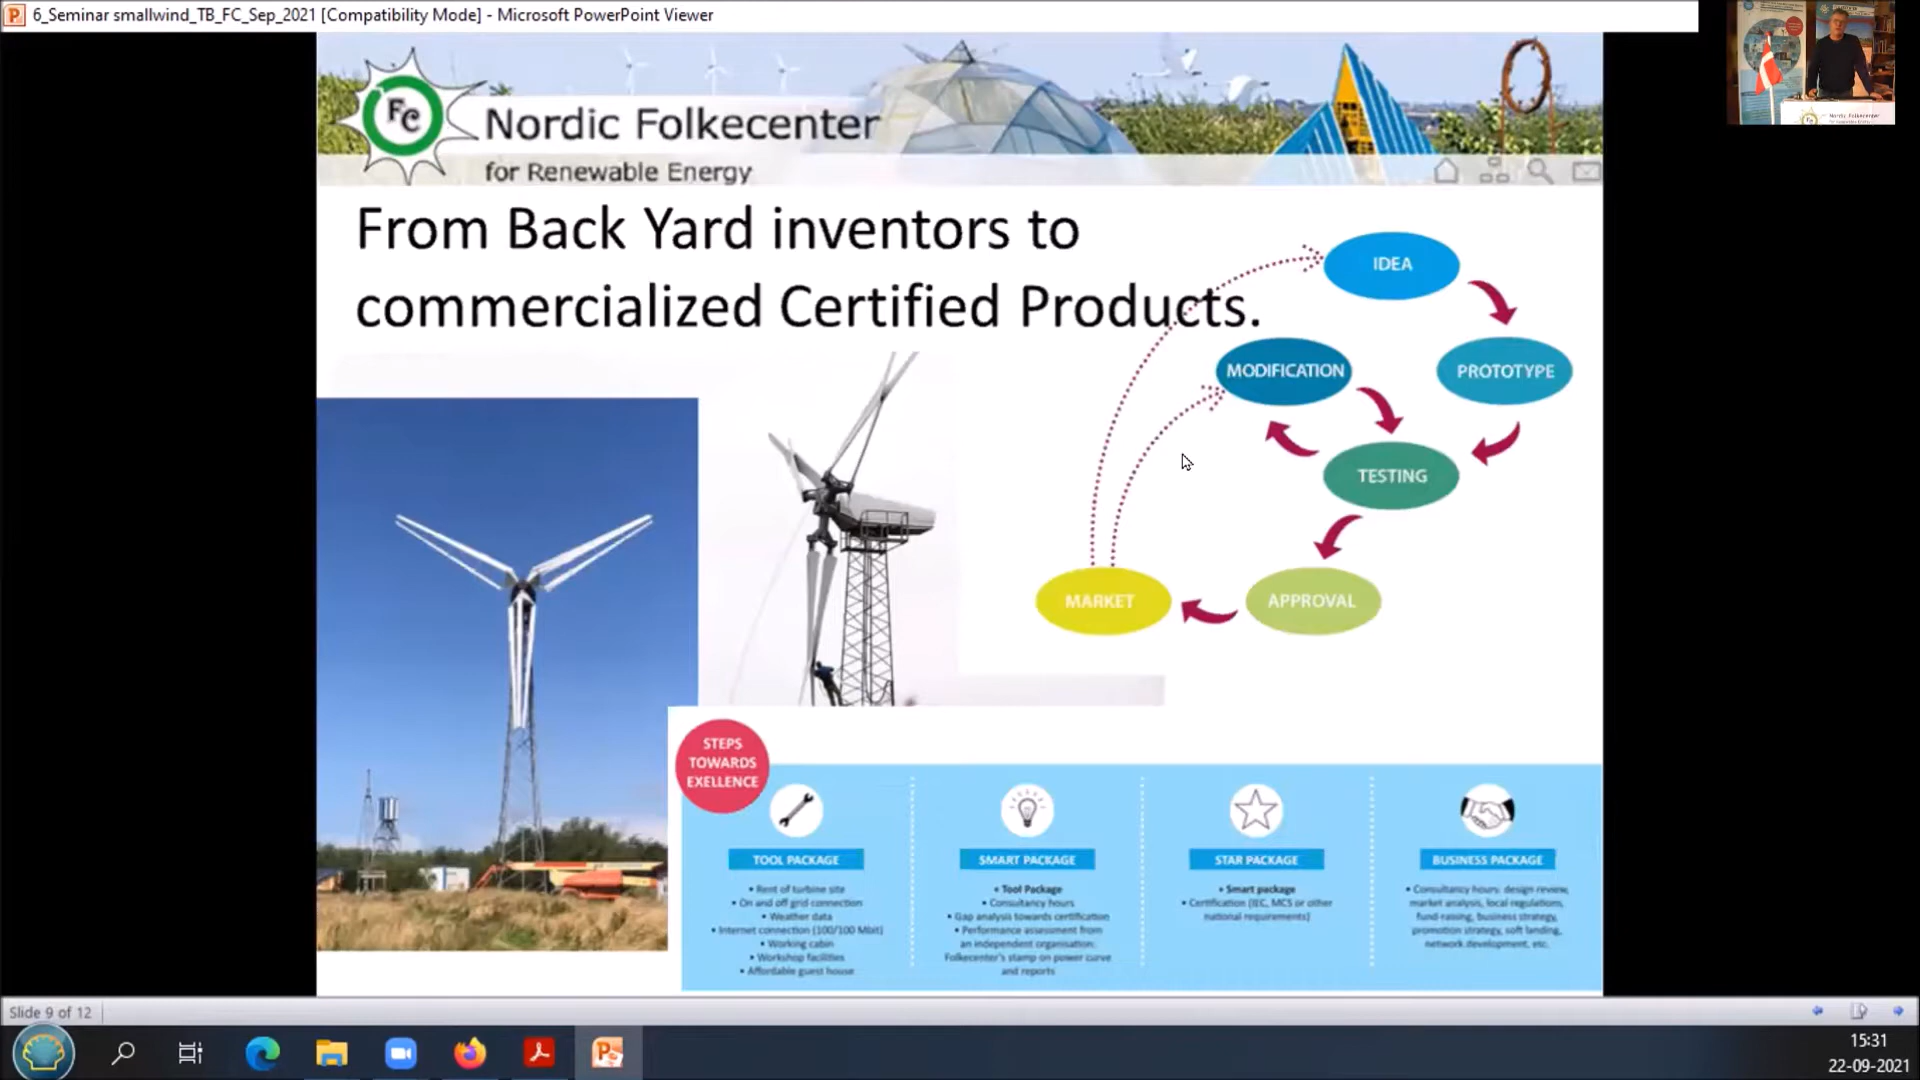 6_Seminar smallwind_TB_FC_Sep_2021 [Compatibility Mode] - Microsoft PowerPoint Viewer
FC
Nordic Folkecenter
for Renewable Energy
Nordic Folkecenter
From Back Yard inventors to
commercialized Certified Products.
IDEA
MODIFICATION
PROTOTYPE
TESTING
MARKET
APPROVAL
STEPS
TOWARDS
EXELLENCE
TOOL PACKAGE
• Rent of turbine site
• On and off grid connection
• Weather data
• Internet connection (100/100 Mbit)
• Working cabin
• Workshop facilities
• Affordable guest house
SMART PACKAGE
• Tool Package
• Consultancy hours
• Gap analysis towards certification
• Performance assessment from
an independent organisation:
Folkecenter's stamp on power curve
and reports
STAR PACKAGE
• Smart package
• Certification (IEC, MCS or other
national requirements)
BUSINESS PACKAGE
• Consultancy hours: design review,
market analysis, local regulations,
fund-raising, business strategy,
promotion strategy, soft landing,
network development, etc.
Slide 9 of 12
15:31
22-09-2021